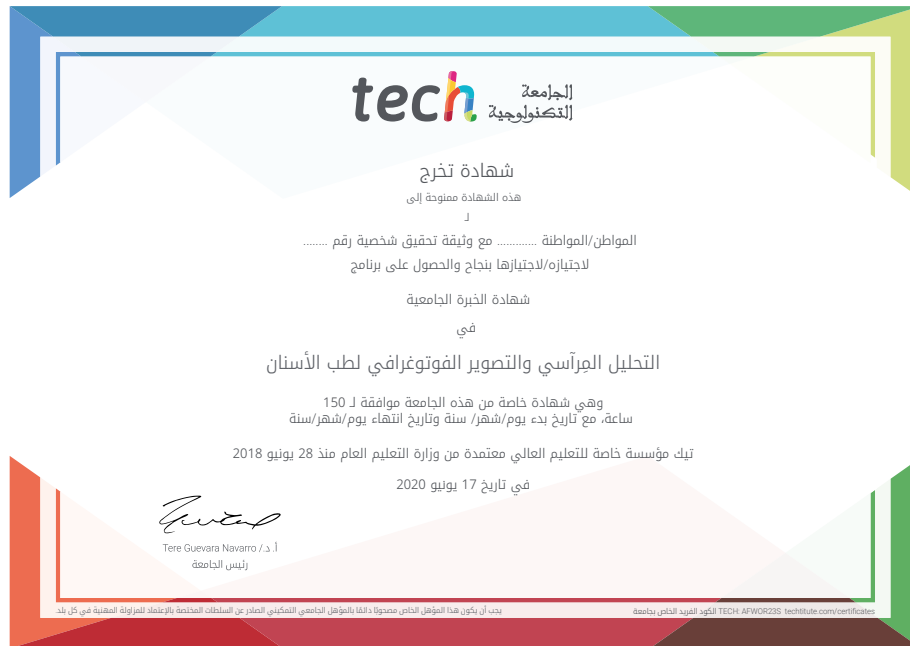 tech الجامعة
التكنولوجية
شهادة تخرج
هذه الشهادة ممنوحة إلى
لـ
المواطن/المواطنة ............ مع وثيقة تحقيق شخصية رقم ........
لاجتيازه/لاجتيازها بنجاح والحصول على برنامج
شهادة الخبرة الجامعية
في
التحليل المِرآسي والتصوير الفوتوغرافي لطب الأسنان
وهي شهادة خاصة من هذه الجامعة موافقة لـ 150
ساعة، مع تاريخ بدء يوم/شهر/ سنة وتاريخ انتهاء يوم/شهر/سنة
تيك مؤسسة خاصة للتعليم العالي معتمدة من وزارة التعليم العام منذ 28 يونيو 2018
في تاريخ 17 يونيو 2020
أ. د./ Tere Guevara Navarro
رئيس الجامعة
يجب أن يكون هذا المؤهل الخاص مصحوبًا دائمًا بالمؤهل الجامعي التمكيني الصادر عن السلطات المختصة بالإعتماد للمزاولة المهنية في كل بلد
الكود الفريد الخاص بجامعة TECH: AFWOR23S techtitute.com/certificates